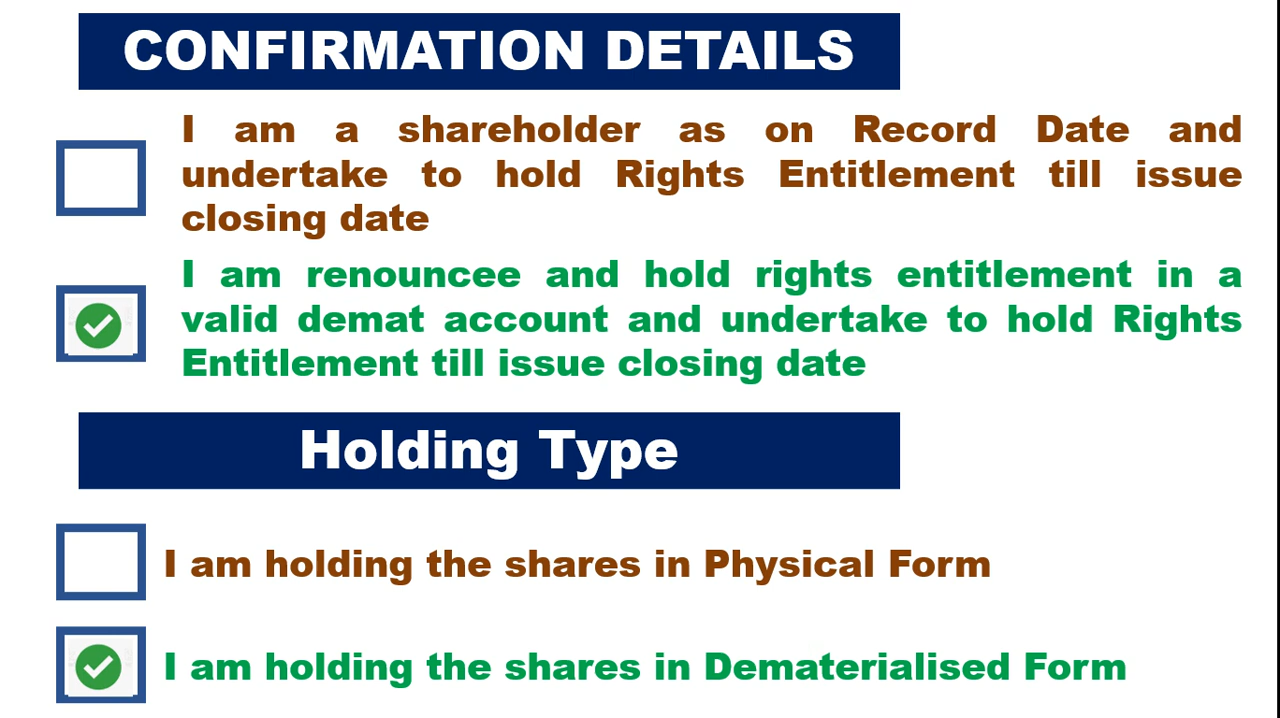 CONFIRMATION DETAILS
I am a shareholder as on Record Date and
undertake to hold Rights Entitlement till issue
closing date
I am renouncee and hold rights entitlement in a
valid demat account and undertake to hold Rights
Entitlement till issue closing date
Holding Type
I am holding the shares in Physical Form
I am holding the shares in Dematerialised Form